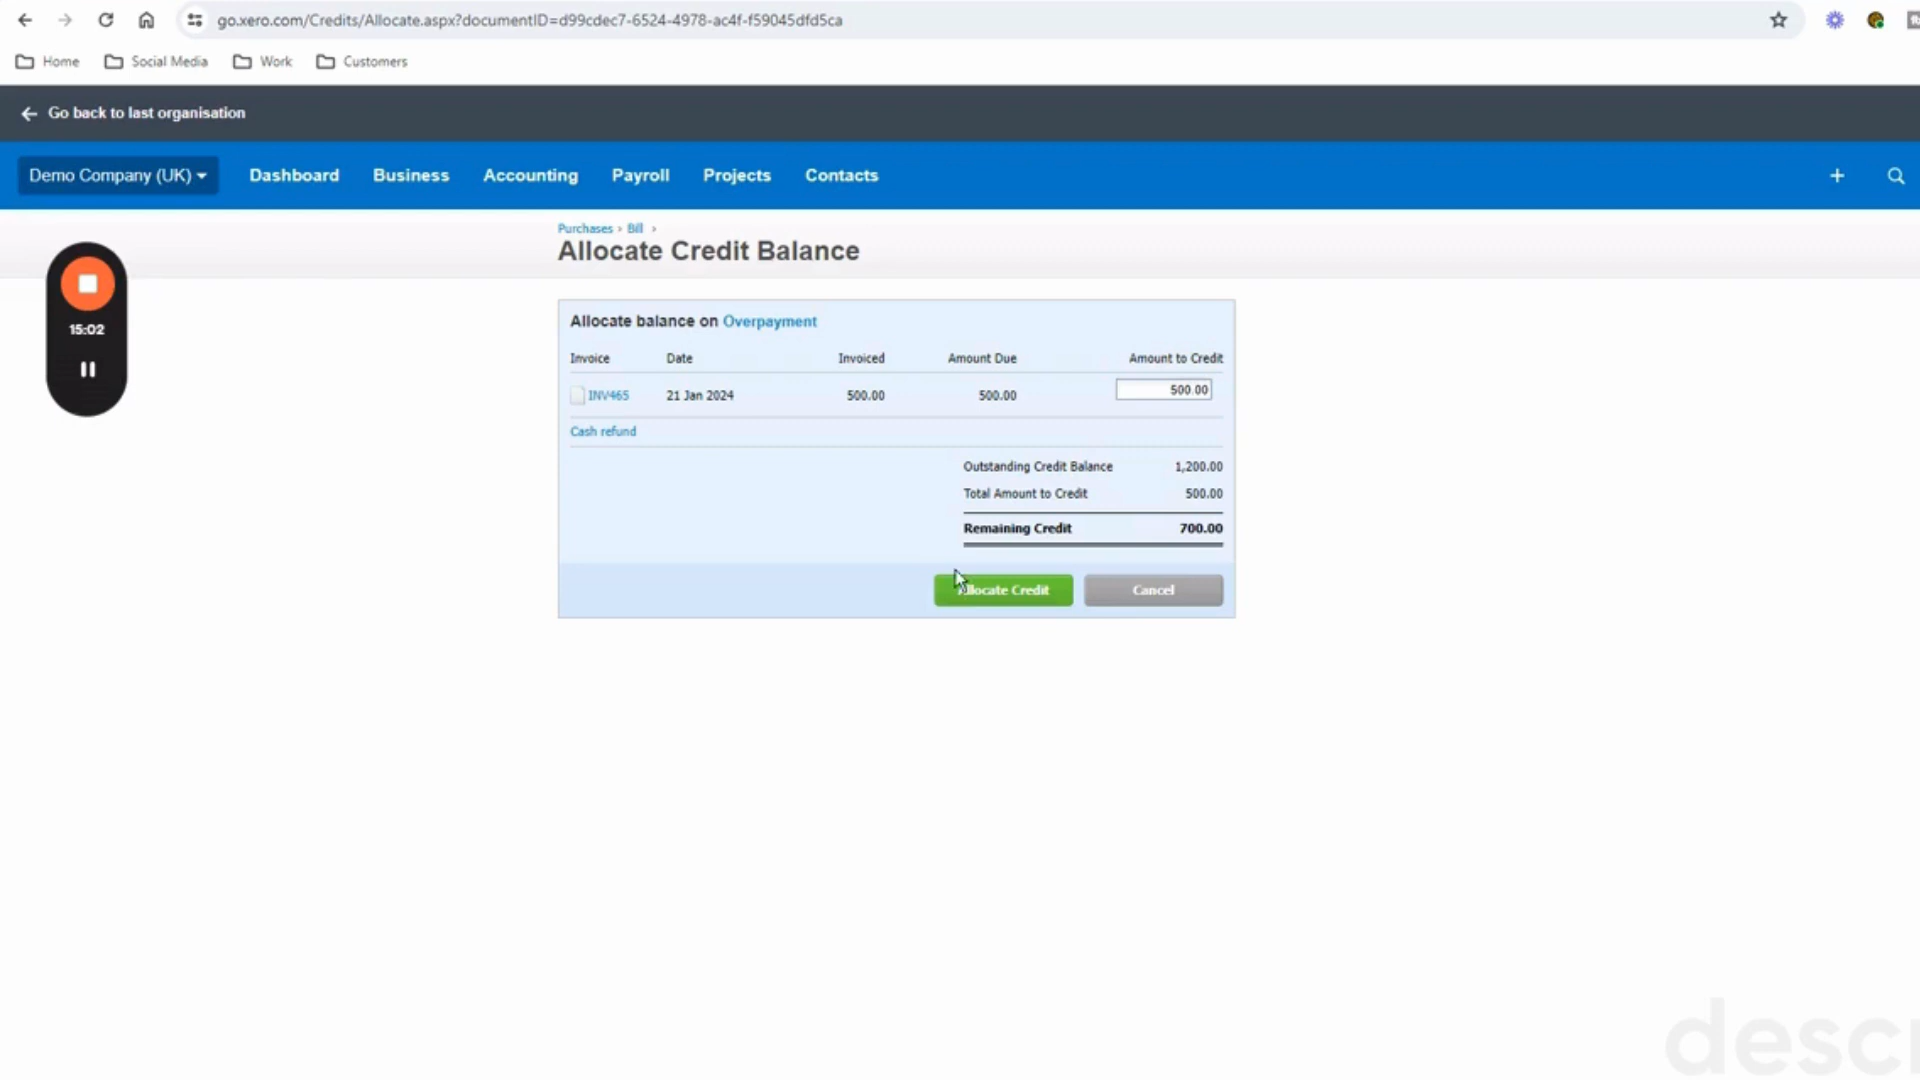 go.xero.com/Credits/Allocate.aspx?documentID=d99cdec7-6524-4978-ac4f-f59045dfd5ca
Home Social Media Work Customers
Go back to last organisation
Demo Company (UK) Dashboard Business Accounting Payroll Projects Contacts
Purchases › Bill ›
Allocate Credit Balance
15:02
Allocate balance on Overpayment
Invoice Date Invoiced Amount Due Amount to Credit
INV465 21 Jan 2024 500.00 500.00 500.00
Cash refund
Outstanding Credit Balance 1,200.00
Total Amount to Credit 500.00
Remaining Credit 700.00
Allocate Credit Cancel
descr